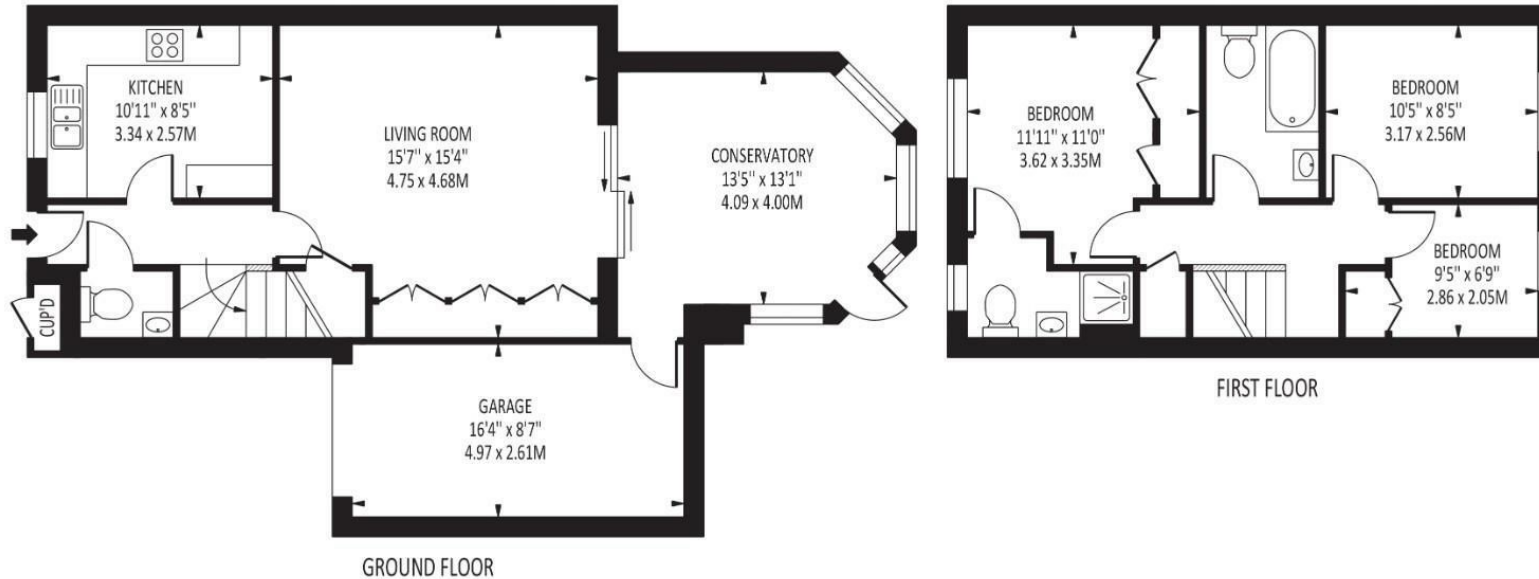 KITCHEN
10'11" x 8'5"
3.34 x 2.57M
LIVING ROOM
15'7" x 15'4"
4.75 x 4.68M
CONSERVATORY
13'5" x 13'1"
4.09 x 4.00M
CUP'D
GARAGE
16'4" x 8'7"
4.97 x 2.61M
GROUND FLOOR
BEDROOM
11'11" x 11'0"
3.62 x 3.35M
BEDROOM
10'5" x 8'5"
3.17 x 2.56M
BEDROOM
9'5" x 6'9"
2.86 x 2.05M
FIRST FLOOR